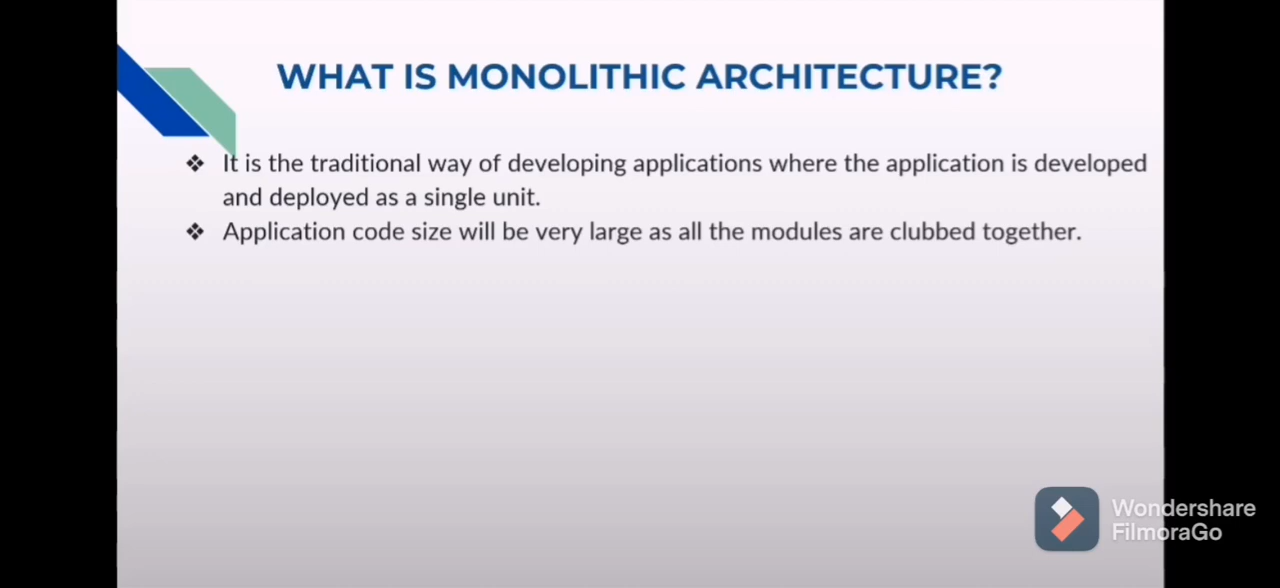 WHAT IS MONOLITHIC ARCHITECTURE?
❖ It is the traditional way of developing applications where the application is developed
and deployed as a single unit.
❖ Application code size will be very large as all the modules are clubbed together.
Wondershare
FilmoraGo